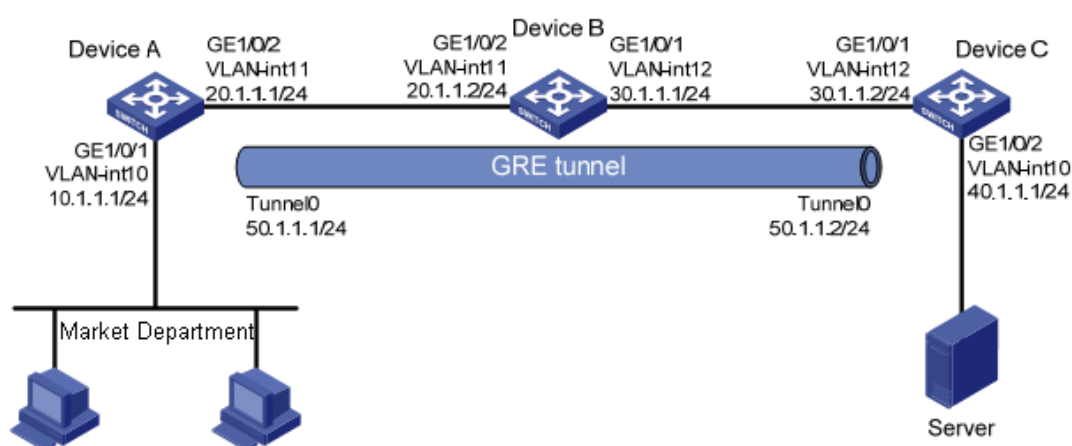 Device A
GE1/0/2
VLAN-int11
20.1.1.1/24
GE1/0/2
VLAN-int11
20.1.1.2/24
Device B
GE1/0/1
VLAN-int12
30.1.1.1/24
GE1/0/1
VLAN-int12
30.1.1.2/24
Device C
SWITCH
SWITCH
SWITCH
GE1/0/1
VLAN-int10
10.1.1.1/24
GRE tunnel
GE1/0/2
VLAN-int10
40.1.1.1/24
Tunnel0
50.1.1.1/24
Tunnel0
50.1.1.2/24
Market Department
Server